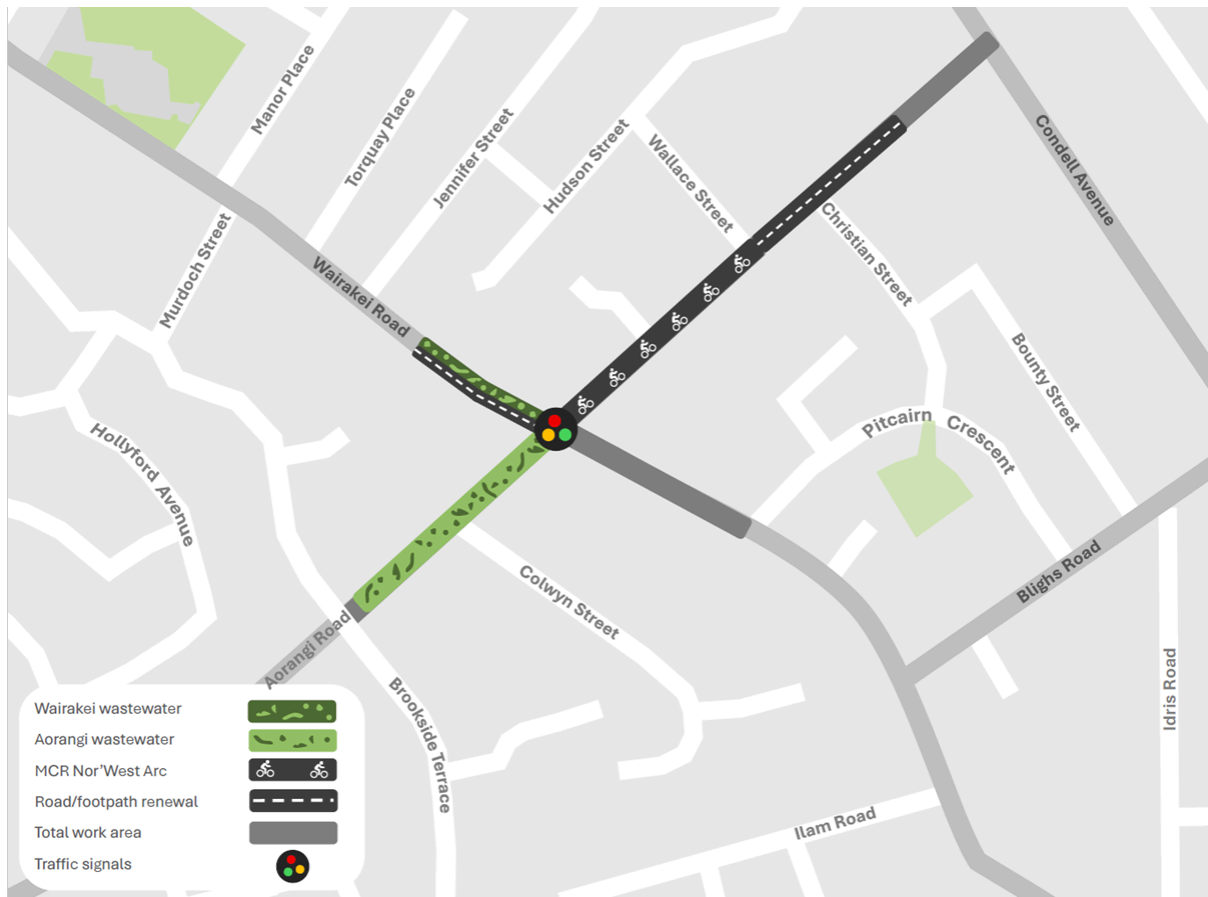 Manor Place
Torquay Place
Jennifer Street
Hudson Street
Wallace Street
Condell Avenue
Christian Street
Murdoch Street
Wairakei Road
Bounty Street
Pitcairn Crescent
Hollyford Avenue
Colwyn Street
Blighs Road
Aorangi Road
Brookside Terrace
Idris Road
Ilam Road
Wairakei wastewater
Aorangi wastewater
MCR Nor'West Arc
Road/footpath renewal
Total work area
Traffic signals